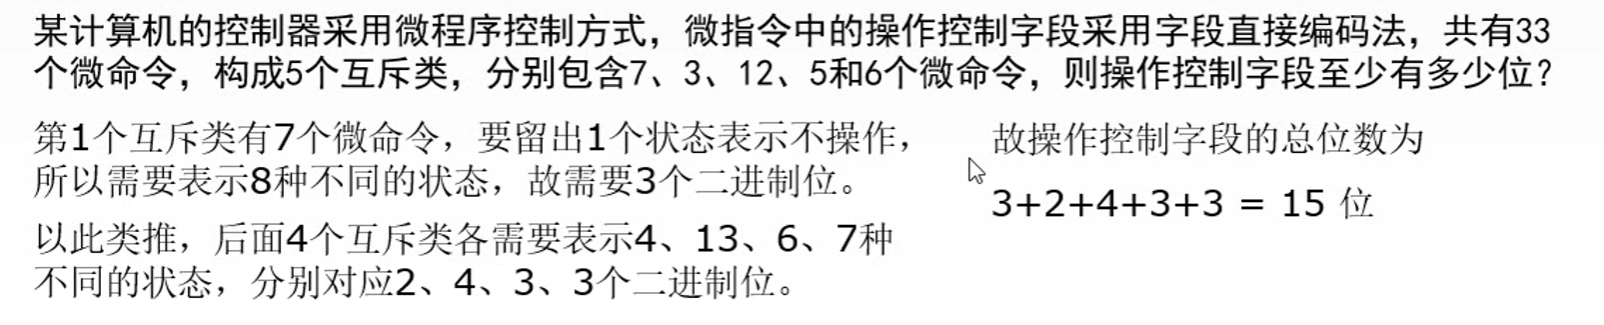 某计算机的控制器采用微程序控制方式，微指令中的操作控制字段采用字段直接编码法，共有33
个微命令，构成5个互斥类，分别包含7、3、12、5和6个微命令，则操作控制字段至少有多少位？
第1个互斥类有7个微命令，要留出1个状态表示不操作，
所以需要表示8种不同的状态，故需要3个二进制位。
以此类推，后面4个互斥类各需要表示4、13、6、7种
不同的状态，分别对应2、4、3、3个二进制位。
故操作控制字段的总位数为
3+2+4+3+3 = 15 位